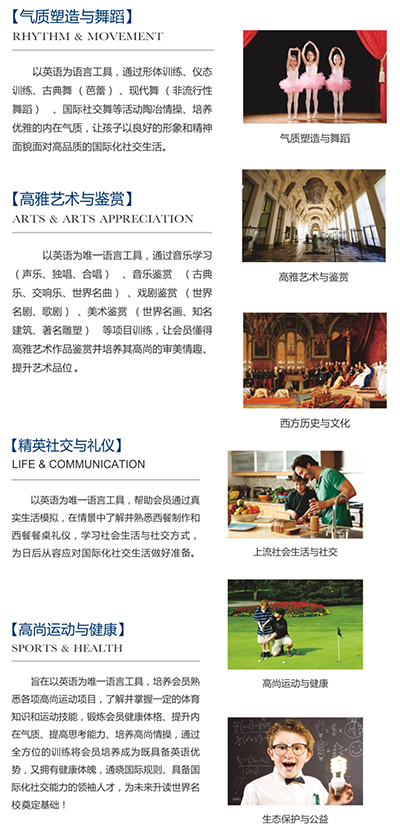 【气质塑造与舞蹈】
RHYTHM & MOVEMENT
以英语为语言工具，通过形体训练、仪态
训练、古典舞（芭蕾）、现代舞（非流行性
舞蹈）、国际社交舞等活动陶冶情操、培养
优雅的内在气质，让孩子以良好的形象和精神
面貌面对高品质的国际化社交生活。
气质塑造与舞蹈
【高雅艺术与鉴赏】
ARTS & ARTS APPRECIATION
以英语为唯一语言工具，通过音乐学习
（声乐、独唱、合唱）、音乐鉴赏（古典
乐、交响乐、世界名曲）、戏剧鉴赏（世界
名剧、歌剧）、美术鉴赏（世界名画、知名
建筑、著名雕塑）等项目训练，让会员懂得
高雅艺术作品鉴赏并培养其高尚的审美情趣、
提升艺术品位。
高雅艺术与鉴赏
西方历史与文化
【精英社交与礼仪】
LIFE & COMMUNICATION
以英语为唯一语言工具，帮助会员通过真
实生活模拟，在情景中了解并熟悉西餐制作和
西餐餐桌礼仪，学习社会生活与社交方式，
为日后从容应对国际化社交生活做好准备。
上流社会生活与社交
【高尚运动与健康】
SPORTS & HEALTH
旨在以英语为唯一语言工具，培养会员熟
悉各项高尚运动项目，了解并掌握一定的体育
知识和运动技能，锻炼会员健康体格、提升内
在气质、提高思考能力、培养高尚情操，通过
全方位的训练将会员培养成为既具备英语优
势，又拥有健康体魄，通晓国际规则、具备国
际化社交能力的领袖人才，为未来升读世界名
校奠定基础！
高尚运动与健康
生态保护与公益